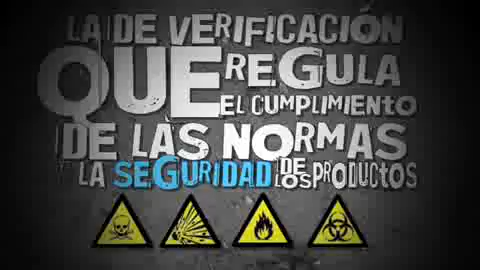 LA DE VERIFICACIÓN
QUE REGULA
EL CUMPLIMIENTO
DE LAS NORMAS
Y LA SEGURIDAD DE LOS PRODUCTOS